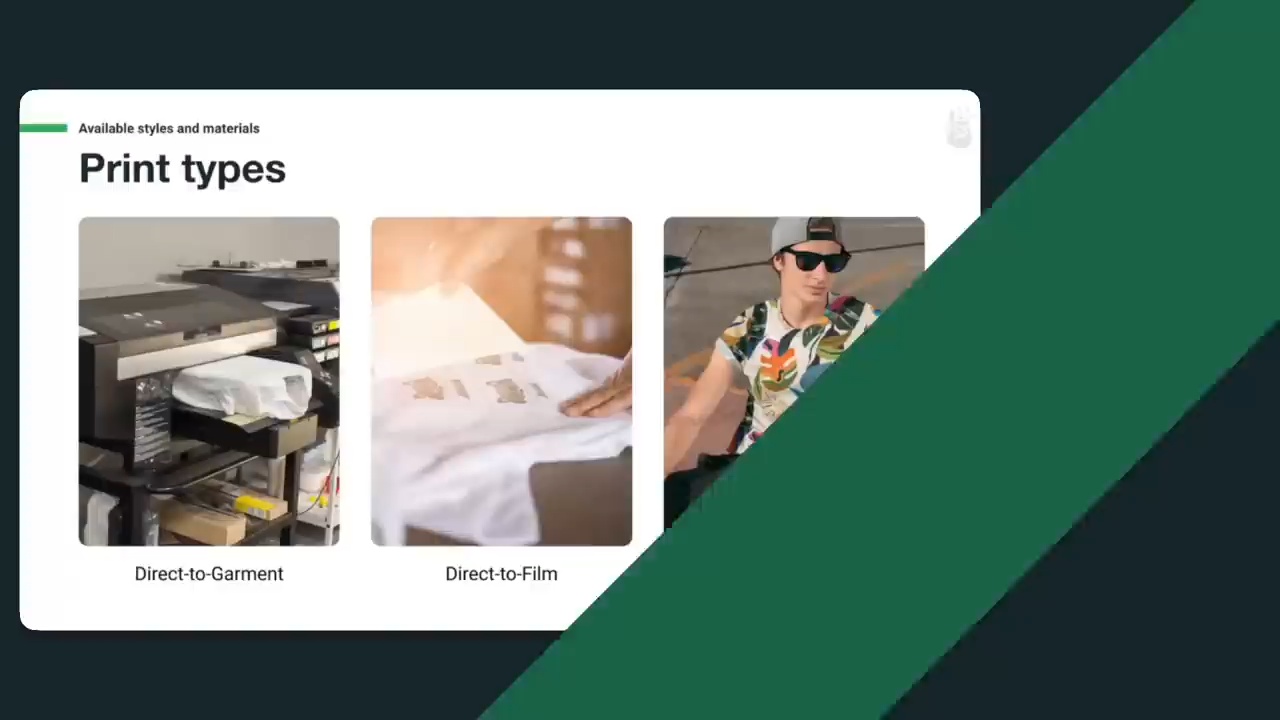 Available styles and materials
Print types
Direct-to-Garment
Direct-to-Film